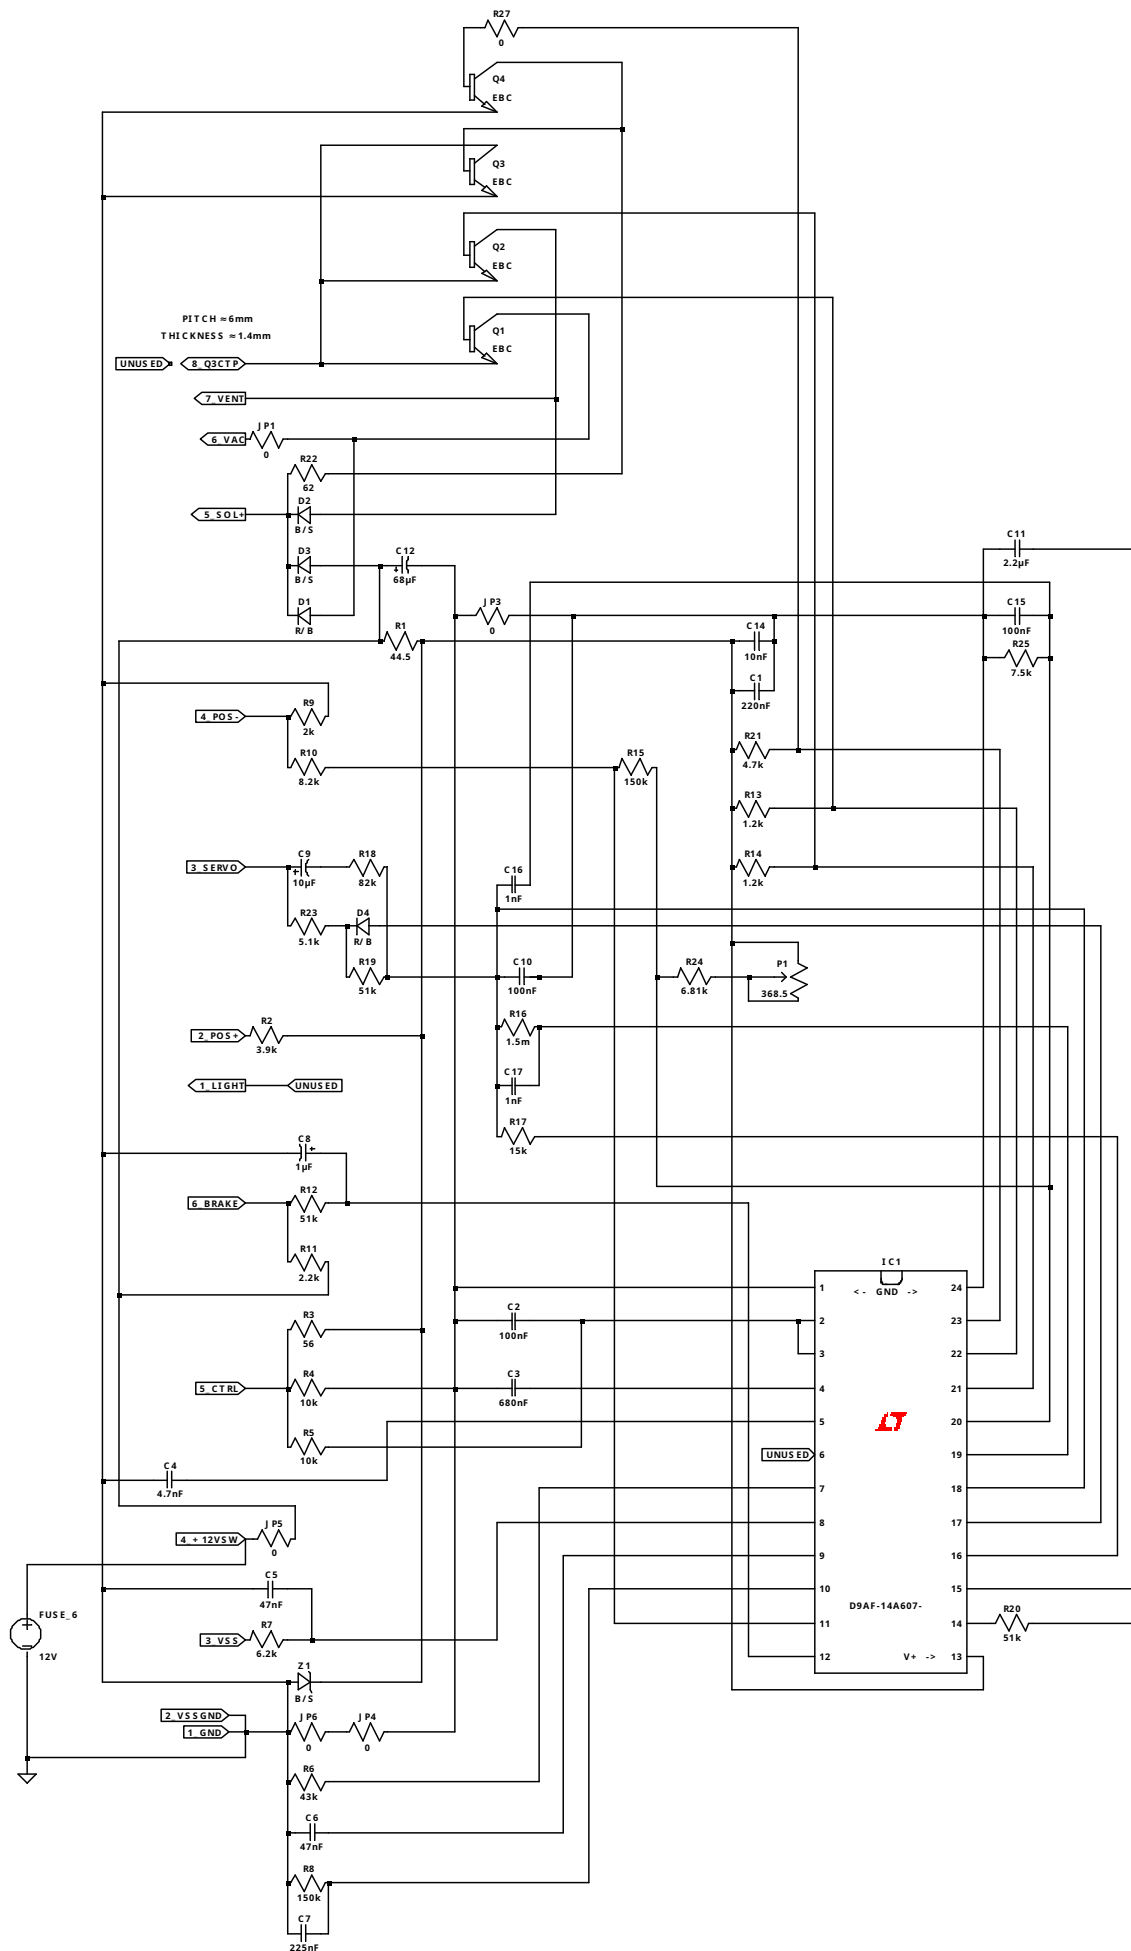 R27
0
Q4
EBC
Q3
EBC
Q2
EBC
PITCH ≈6mm
THICKNESS ≈1.4mm
Q1
EBC
UNUSED
8_Q3CTP
7_VENT
6_VAC
JP1
0
R22
62
5_SOL+
D2
B/S
D3
B/S
C12
+
68µF
C11
2.2µF
D1
R/B
JP3
0
C15
100nF
R1
44.5
C14
10nF
R25
7.5k
C1
220nF
4_POS-
R9
2k
R10
8.2k
R15
150k
R21
4.7k
R13
1.2k
3_SERVO
C9
+
10µF
R18
82k
C16
1nF
R14
1.2k
R23
5.1k
D4
R/B
R19
51k
C10
100nF
R24
6.81k
P1
368.5
2_POS+
R2
3.9k
R16
1.5m
1_LIGHT
UNUSED
C17
1nF
R17
15k
C8
+
1µF
6_BRAKE
R12
51k
R11
2.2k
IC1
1
<- GND ->
24
R3
56
C2
100nF
2
23
3
22
5_CTRL
R4
10k
C3
680nF
4
21
5
20
R5
10k
UNUSED
6
19
C4
4.7nF
7
18
4_+12VSW
JP5
0
8
17
9
16
C5
47nF
10
15
D9AF-14A607-
FUSE_6
+
12V
3_VSS
R7
6.2k
11
14
R20
51k
12
V+ ->
13
Z1
B/S
2_VSSGND
1_GND
JP6
0
JP4
0
R6
43k
C6
47nF
R8
150k
C7
225nF